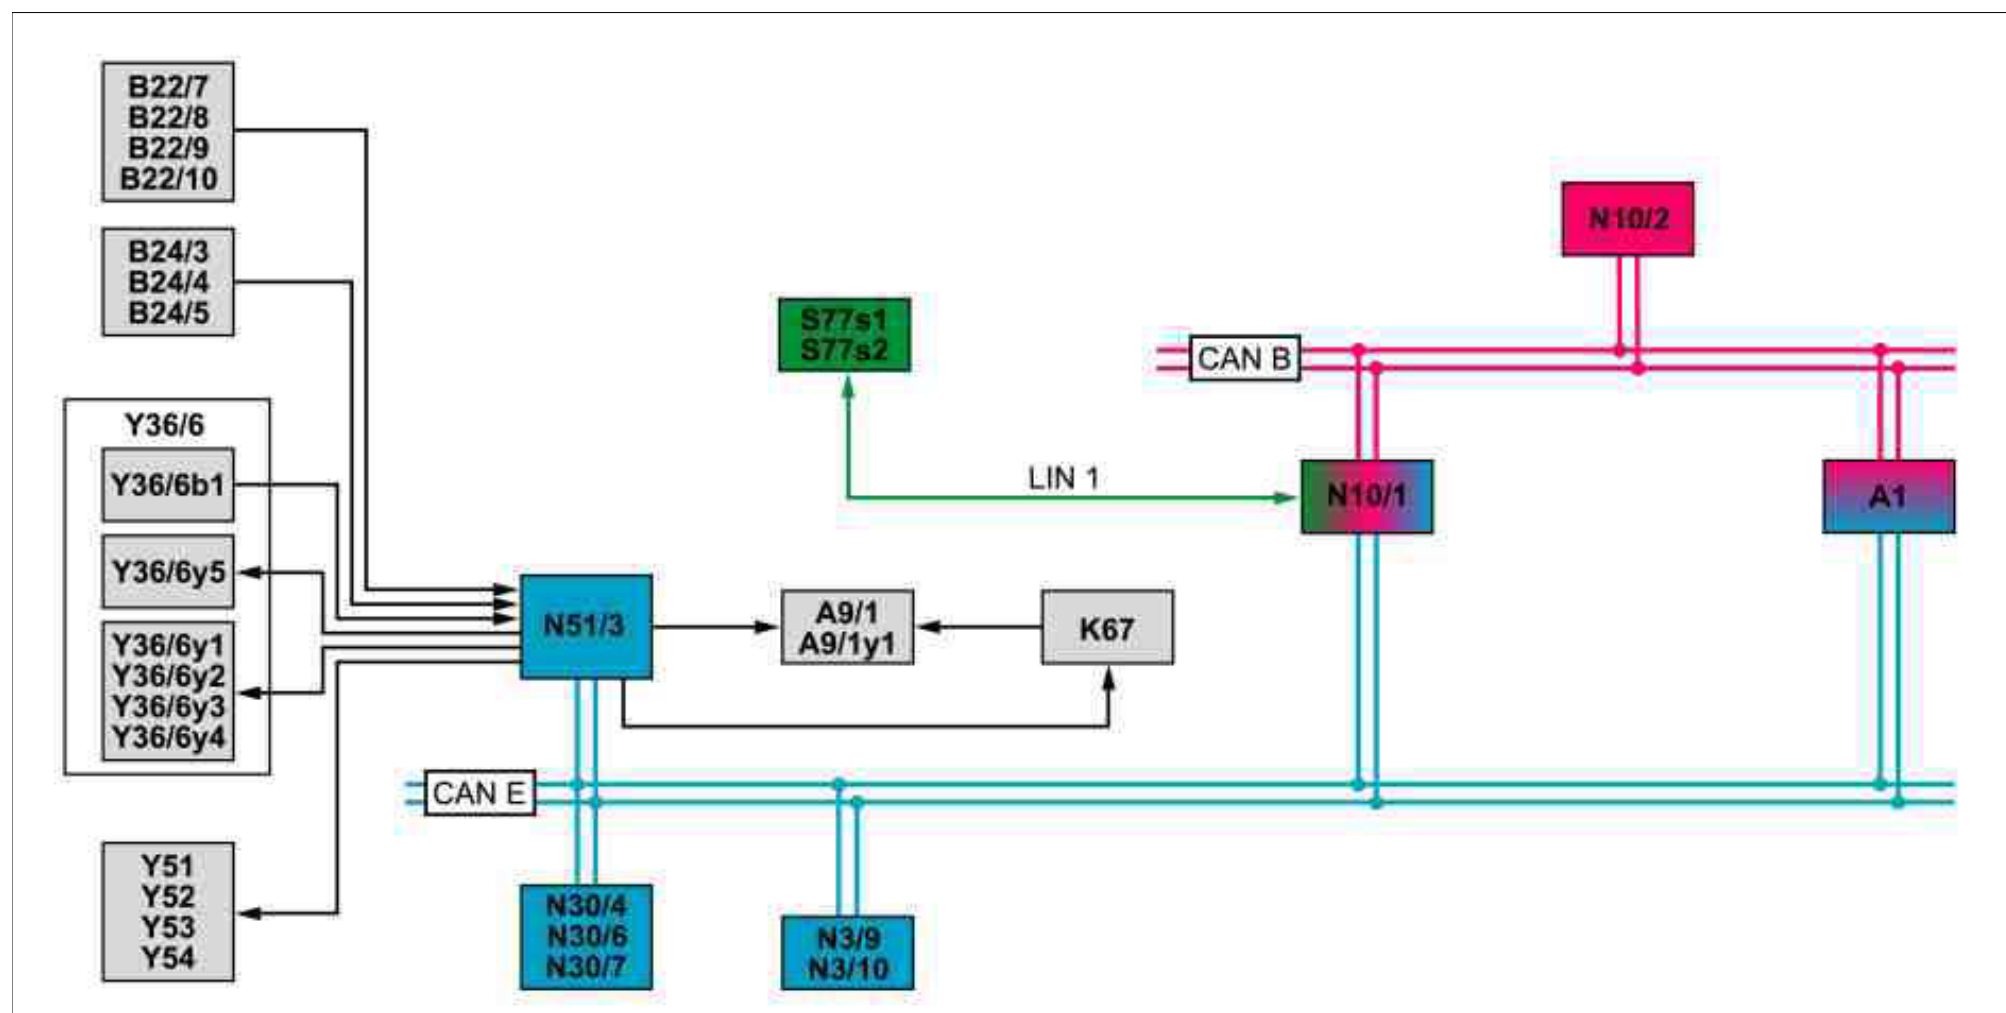 B22/7
B22/8
B22/9
B22/10
B24/3
B24/4
B24/5
Y36/6
Y36/6b1
Y36/6y5
Y36/6y1
Y36/6y2
Y36/6y3
Y36/6y4
Y51
Y52
Y53
Y54
N51/3
S77s1
S77s2
LIN 1
A9/1
A9/1y1
K67
N10/2
CAN B
N10/1
A1
CAN E
N30/4
N30/6
N30/7
N3/9
N3/10